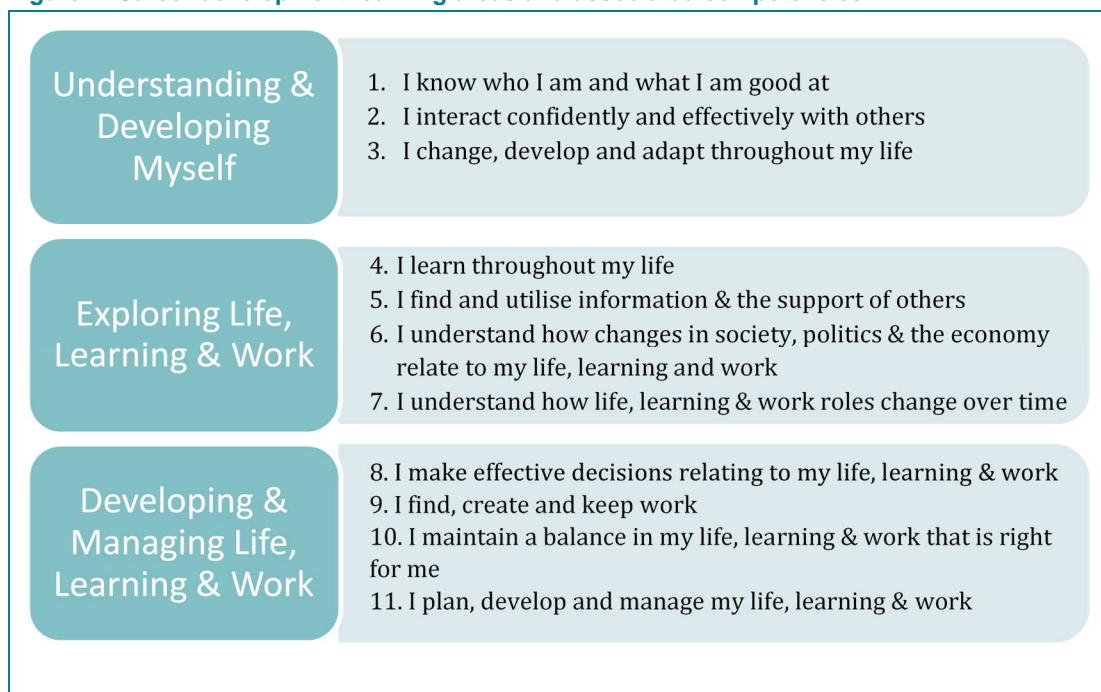 Understanding &
Developing
Myself
1. I know who I am and what I am good at
2. I interact confidently and effectively with others
3. I change, develop and adapt throughout my life
Exploring Life,
Learning & Work
4. I learn throughout my life
5. I find and utilise information & the support of others
6. I understand how changes in society, politics & the economy
relate to my life, learning and work
7. I understand how life, learning & work roles change over time
Developing &
Managing Life,
Learning & Work
8. I make effective decisions relating to my life, learning & work
9. I find, create and keep work
10. I maintain a balance in my life, learning & work that is right
for me
11. I plan, develop and manage my life, learning & work